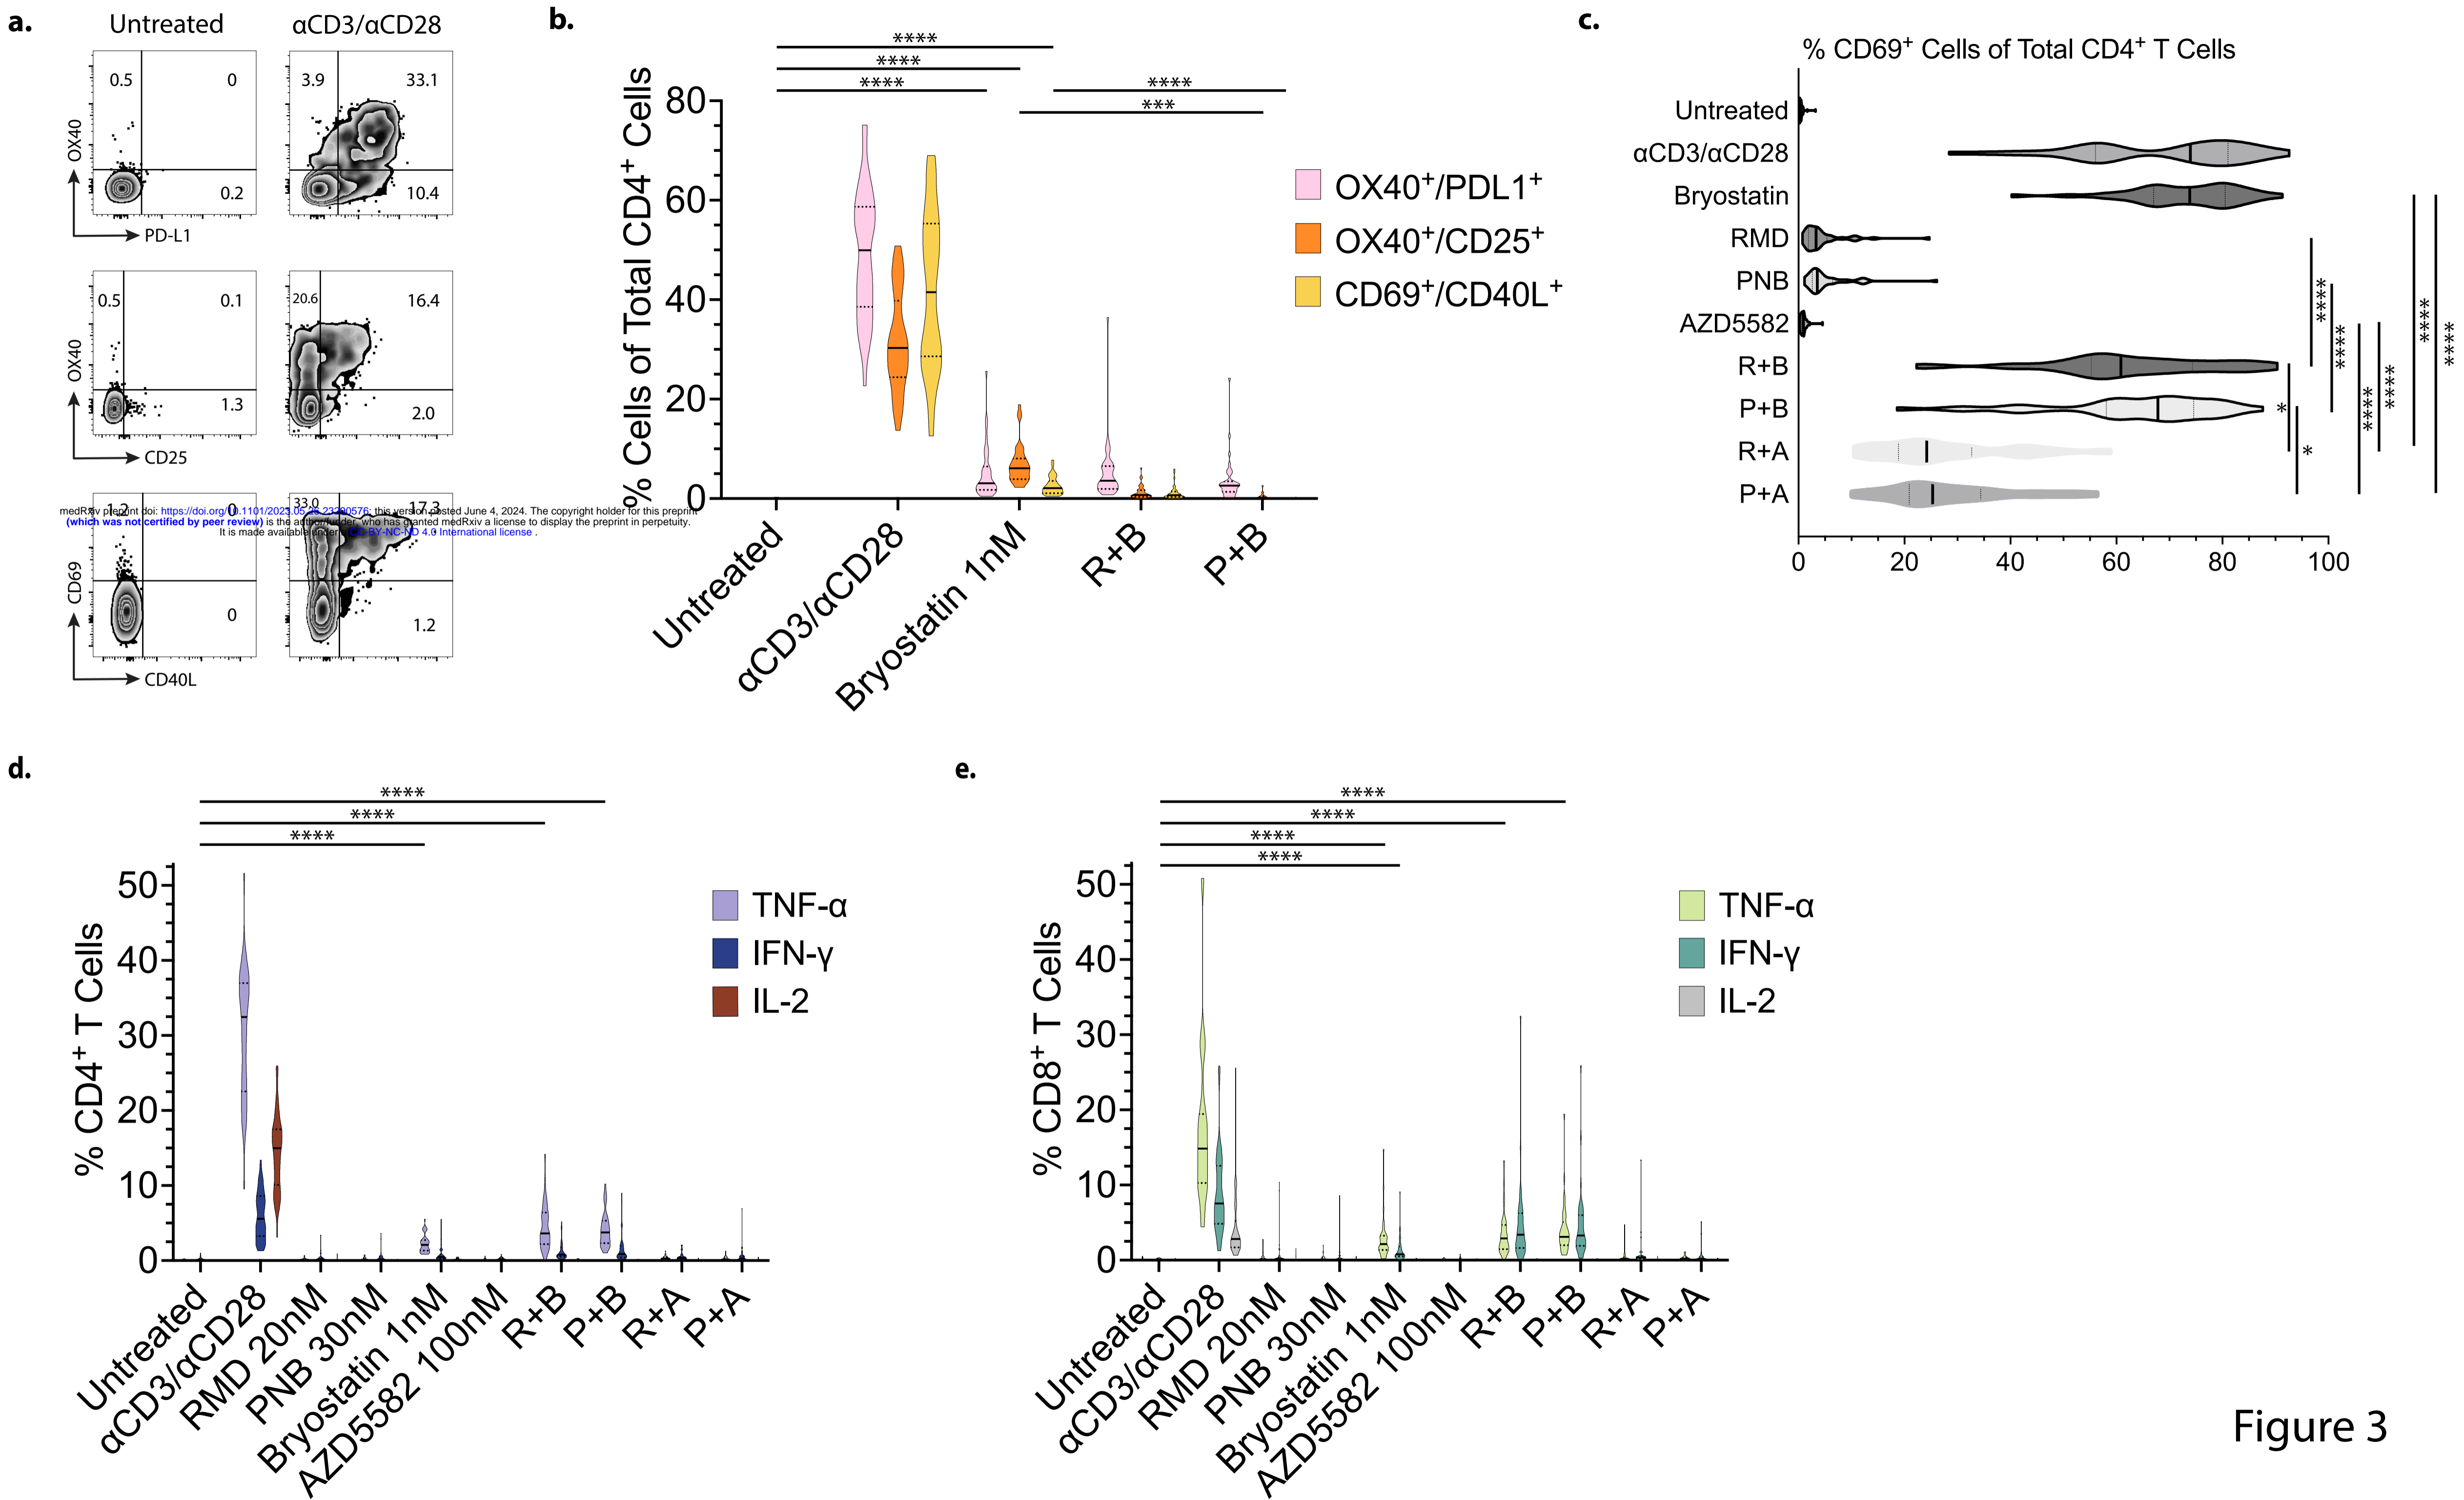 a.
Untreated
αCD3/αCD28
0.5
0
0.2
3.9
33.1
10.4
OX40
PD-L1
0.5
0.1
1.3
20.6
16.4
2.0
OX40
CD25
1.2
0
0
33.0
17.3
1.2
CD69
CD40L
medRxiv preprint doi: https://doi.org/10.1101/2023.05.26.23290576; this version posted June 4, 2024. The copyright holder for this preprint
(which was not certified by peer review) is the author/funder, who has granted medRxiv a license to display the preprint in perpetuity.
It is made available under a CC-BY-NC-ND 4.0 International license .
b.
****
****
****
****
***
% Cells of Total CD4+ Cells
80
60
40
20
0
Untreated
αCD3/αCD28
Bryostatin 1nM
R+B
P+B
OX40+/PDL1+
OX40+/CD25+
CD69+/CD40L+
c.
% CD69+ Cells of Total CD4+ T Cells
Untreated
αCD3/αCD28
Bryostatin
RMD
PNB
AZD5582
R+B
P+B
R+A
P+A
0
20
40
60
80
100
*
*
****
****
****
****
****
****
d.
****
****
****
% CD4+ T Cells
50
40
30
20
10
0
Untreated
αCD3/αCD28
RMD 20nM
PNB 30nM
Bryostatin 1nM
AZD5582 100nM
R+B
P+B
R+A
P+A
TNF-α
IFN-γ
IL-2
e.
****
****
****
****
% CD8+ T Cells
50
40
30
20
10
0
Untreated
αCD3/αCD28
RMD 20nM
PNB 30nM
Bryostatin 1nM
AZD5582 100nM
R+B
P+B
R+A
P+A
TNF-α
IFN-γ
IL-2
Figure 3